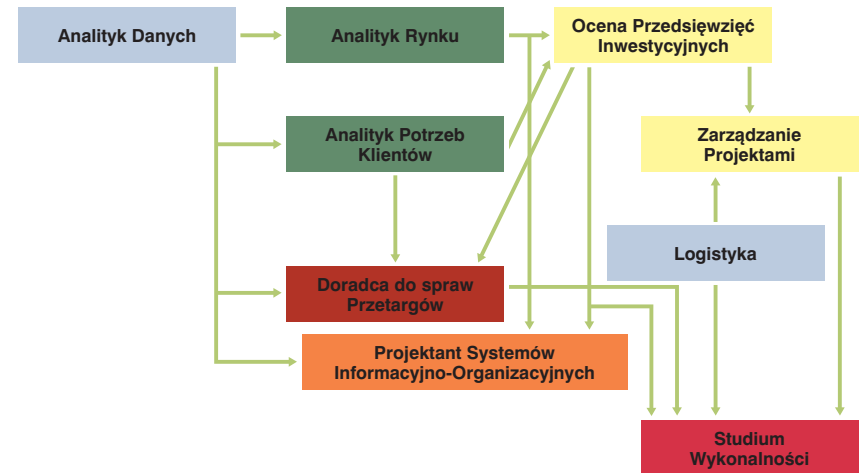 Analityk Danych
Analityk Rynku
Ocena Przedsięwzięć
Inwestycyjnych
Analityk Potrzeb
Klientów
Zarządzanie
Projektami
Logistyka
Doradca do spraw
Przetargów
Projektant Systemów
Informacyjno-Organizacyjnych
Studium
Wykonalności